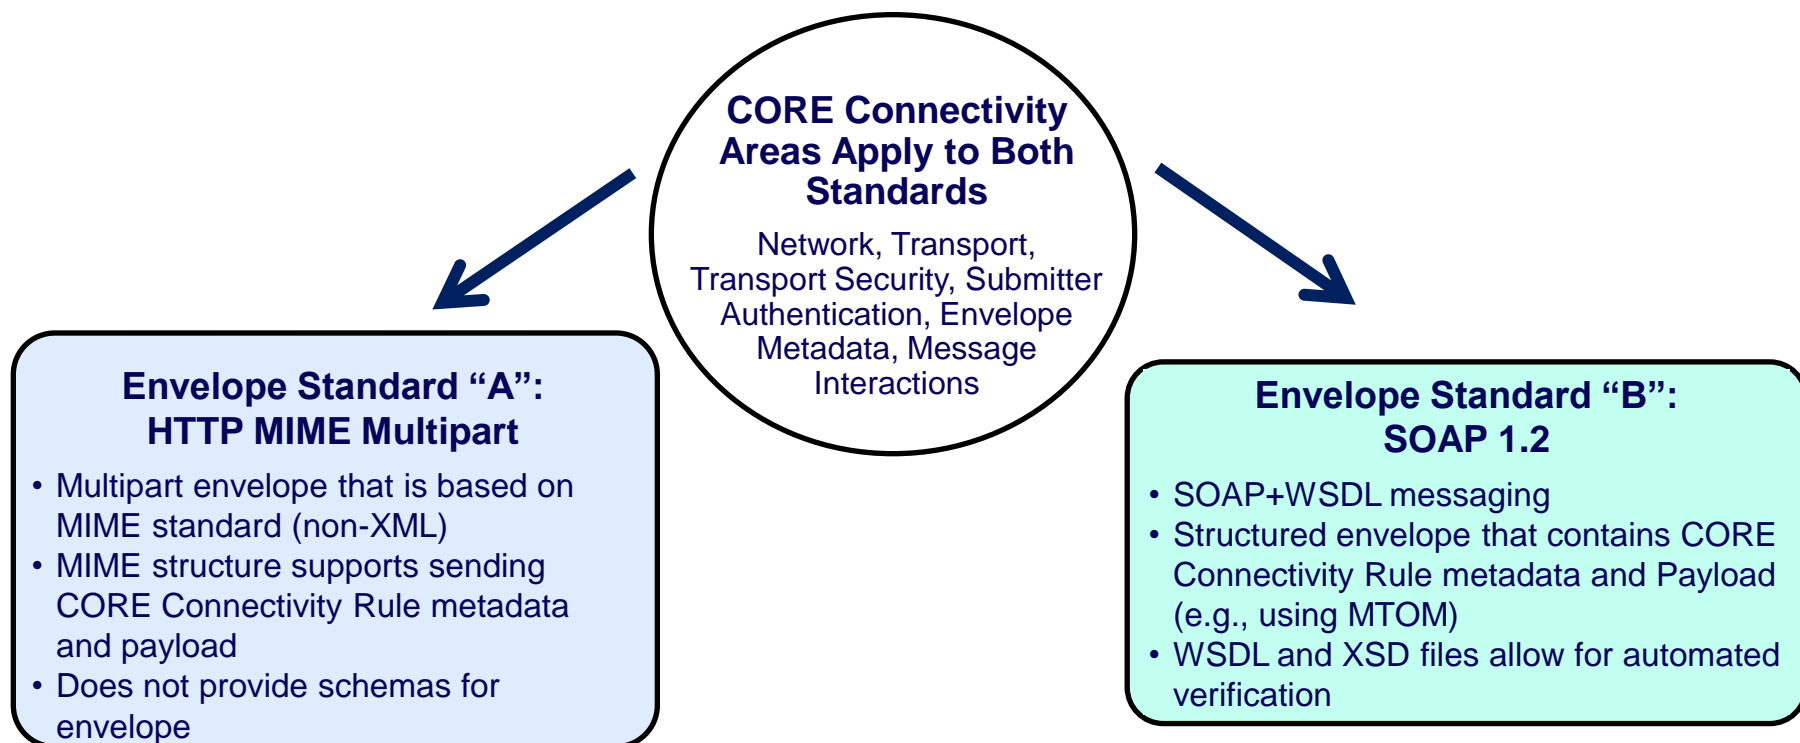 CORE Connectivity
Areas Apply to Both
Standards
Network, Transport,
Transport Security, Submitter
Authentication, Envelope
Metadata, Message
Interactions
Envelope Standard “A”:
HTTP MIME Multipart
• Multipart envelope that is based on
MIME standard (non-XML)
• MIME structure supports sending
CORE Connectivity Rule metadata
and payload
• Does not provide schemas for
envelope
Envelope Standard “B”:
SOAP 1.2
• SOAP+WSDL messaging
• Structured envelope that contains CORE
Connectivity Rule metadata and Payload
(e.g., using MTOM)
• WSDL and XSD files allow for automated
verification